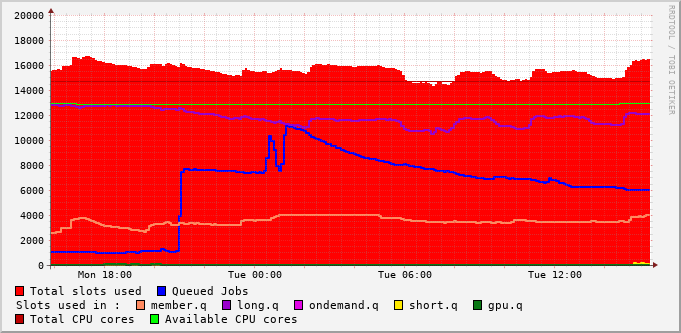 20000
18000
16000
14000
12000
10000
8000
6000
4000
2000
0
Mon 18:00 Tue 00:00 Tue 06:00 Tue 12:00
RRDTOOL / TOBI OETIKER
Total slots used Queued Jobs
Slots used in : member.q long.q ondemand.q short.q gpu.q
Total CPU cores Available CPU cores